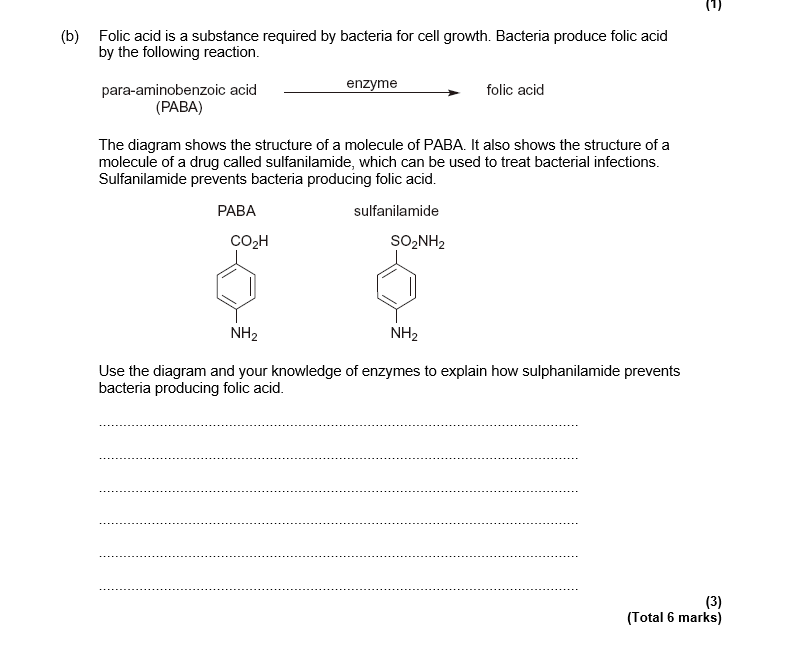 (1)
(b) Folic acid is a substance required by bacteria for cell growth. Bacteria produce folic acid
by the following reaction.
para-aminobenzoic acid enzyme folic acid
(PABA)
The diagram shows the structure of a molecule of PABA. It also shows the structure of a
molecule of a drug called sulfanilamide, which can be used to treat bacterial infections.
Sulfanilamide prevents bacteria producing folic acid.
PABA sulfanilamide
CO₂H SO₂NH₂
NH₂ NH₂
Use the diagram and your knowledge of enzymes to explain how sulphanilamide prevents
bacteria producing folic acid.
(3)
(Total 6 marks)